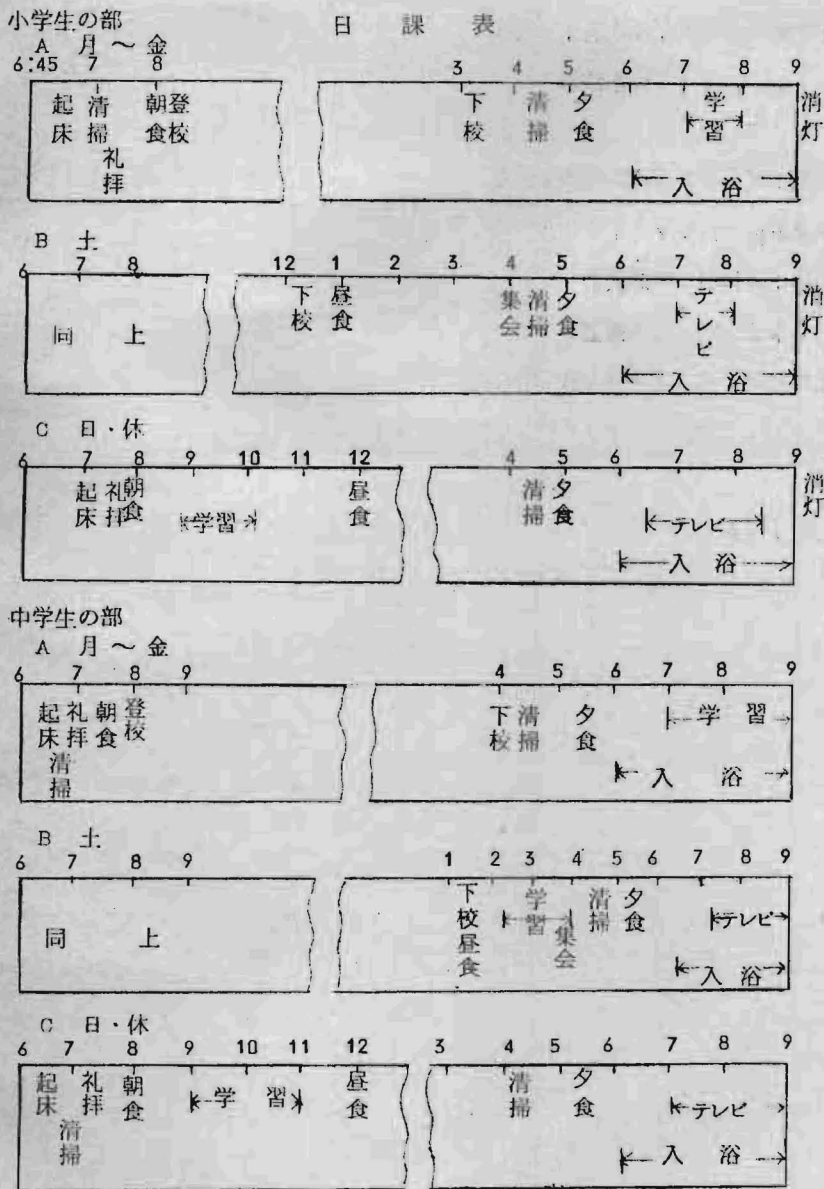 小学生の部
日課表
A 月～金
6:45 7 8 3 4 5 6 7 8 9
起床 清掃 礼拝 朝食 登校 下校 清掃 夕食 学習 消灯
入浴
B 土
6 7 8 12 1 2 3 4 5 6 7 8 9
同上 下校 昼食 集会 清掃 夕食 テレビ 消灯
入浴
C 日・休
6 7 8 9 10 11 12 4 5 6 7 8 9
起床 礼拝 朝食 学習 昼食 清掃 夕食 テレビ 消灯
入浴
中学生の部
A 月～金
6 7 8 9 4 5 6 7 8 9
起床 礼拝 朝食 登校 下校 清掃 夕食 学習
清掃 入浴
B 土
6 7 8 9 1 2 3 4 5 6 7 8 9
同上 下校 昼食 学習 集会 清掃 夕食 テレビ
入浴
C 日・休
6 7 8 9 10 11 12 3 4 5 6 7 8 9
起床 礼拝 朝食 学習 昼食 清掃 夕食 テレビ
清掃 入浴